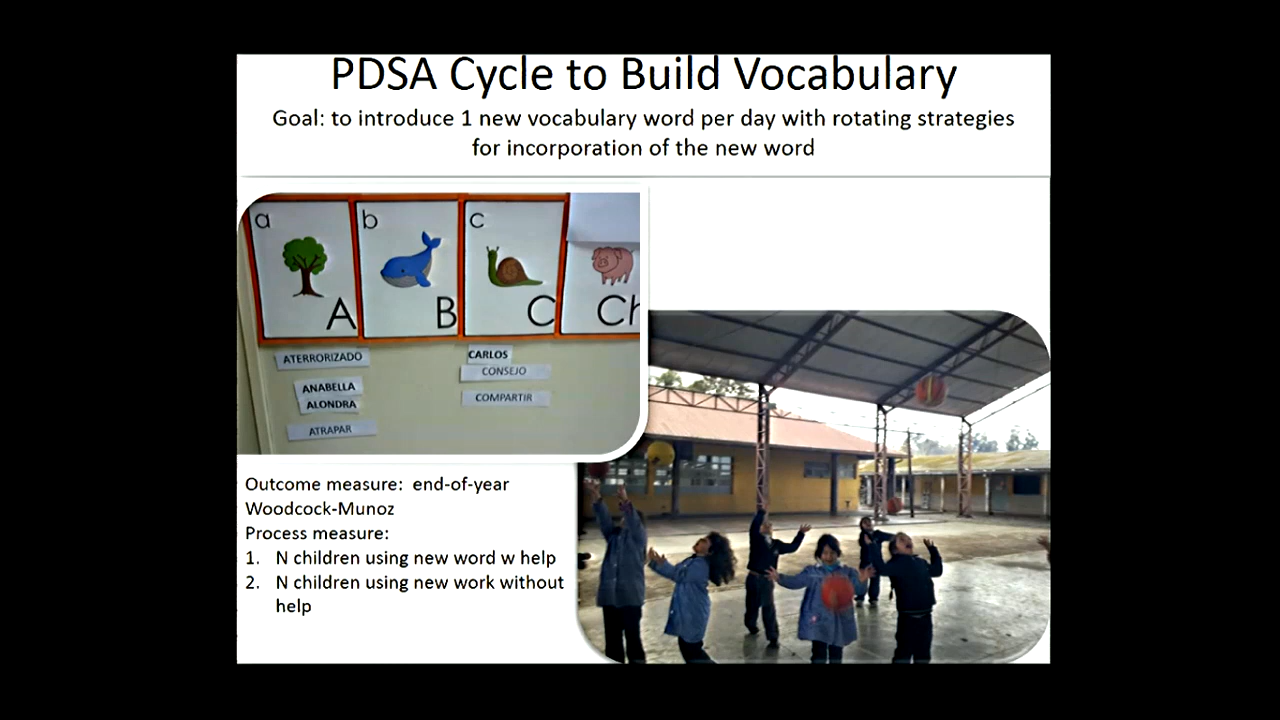 PDSA Cycle to Build Vocabulary
Goal: to introduce 1 new vocabulary word per day with rotating strategies
for incorporation of the new word
a
b
c
A
B
C
Ch
ATERRORIZADO
ANABELLA
ALONDRA
ATRAPAR
CARLOS
CONSEJO
COMPARTIR
Outcome measure: end-of-year
Woodcock-Munoz
Process measure:
1. N children using new word w help
2. N children using new work without
help